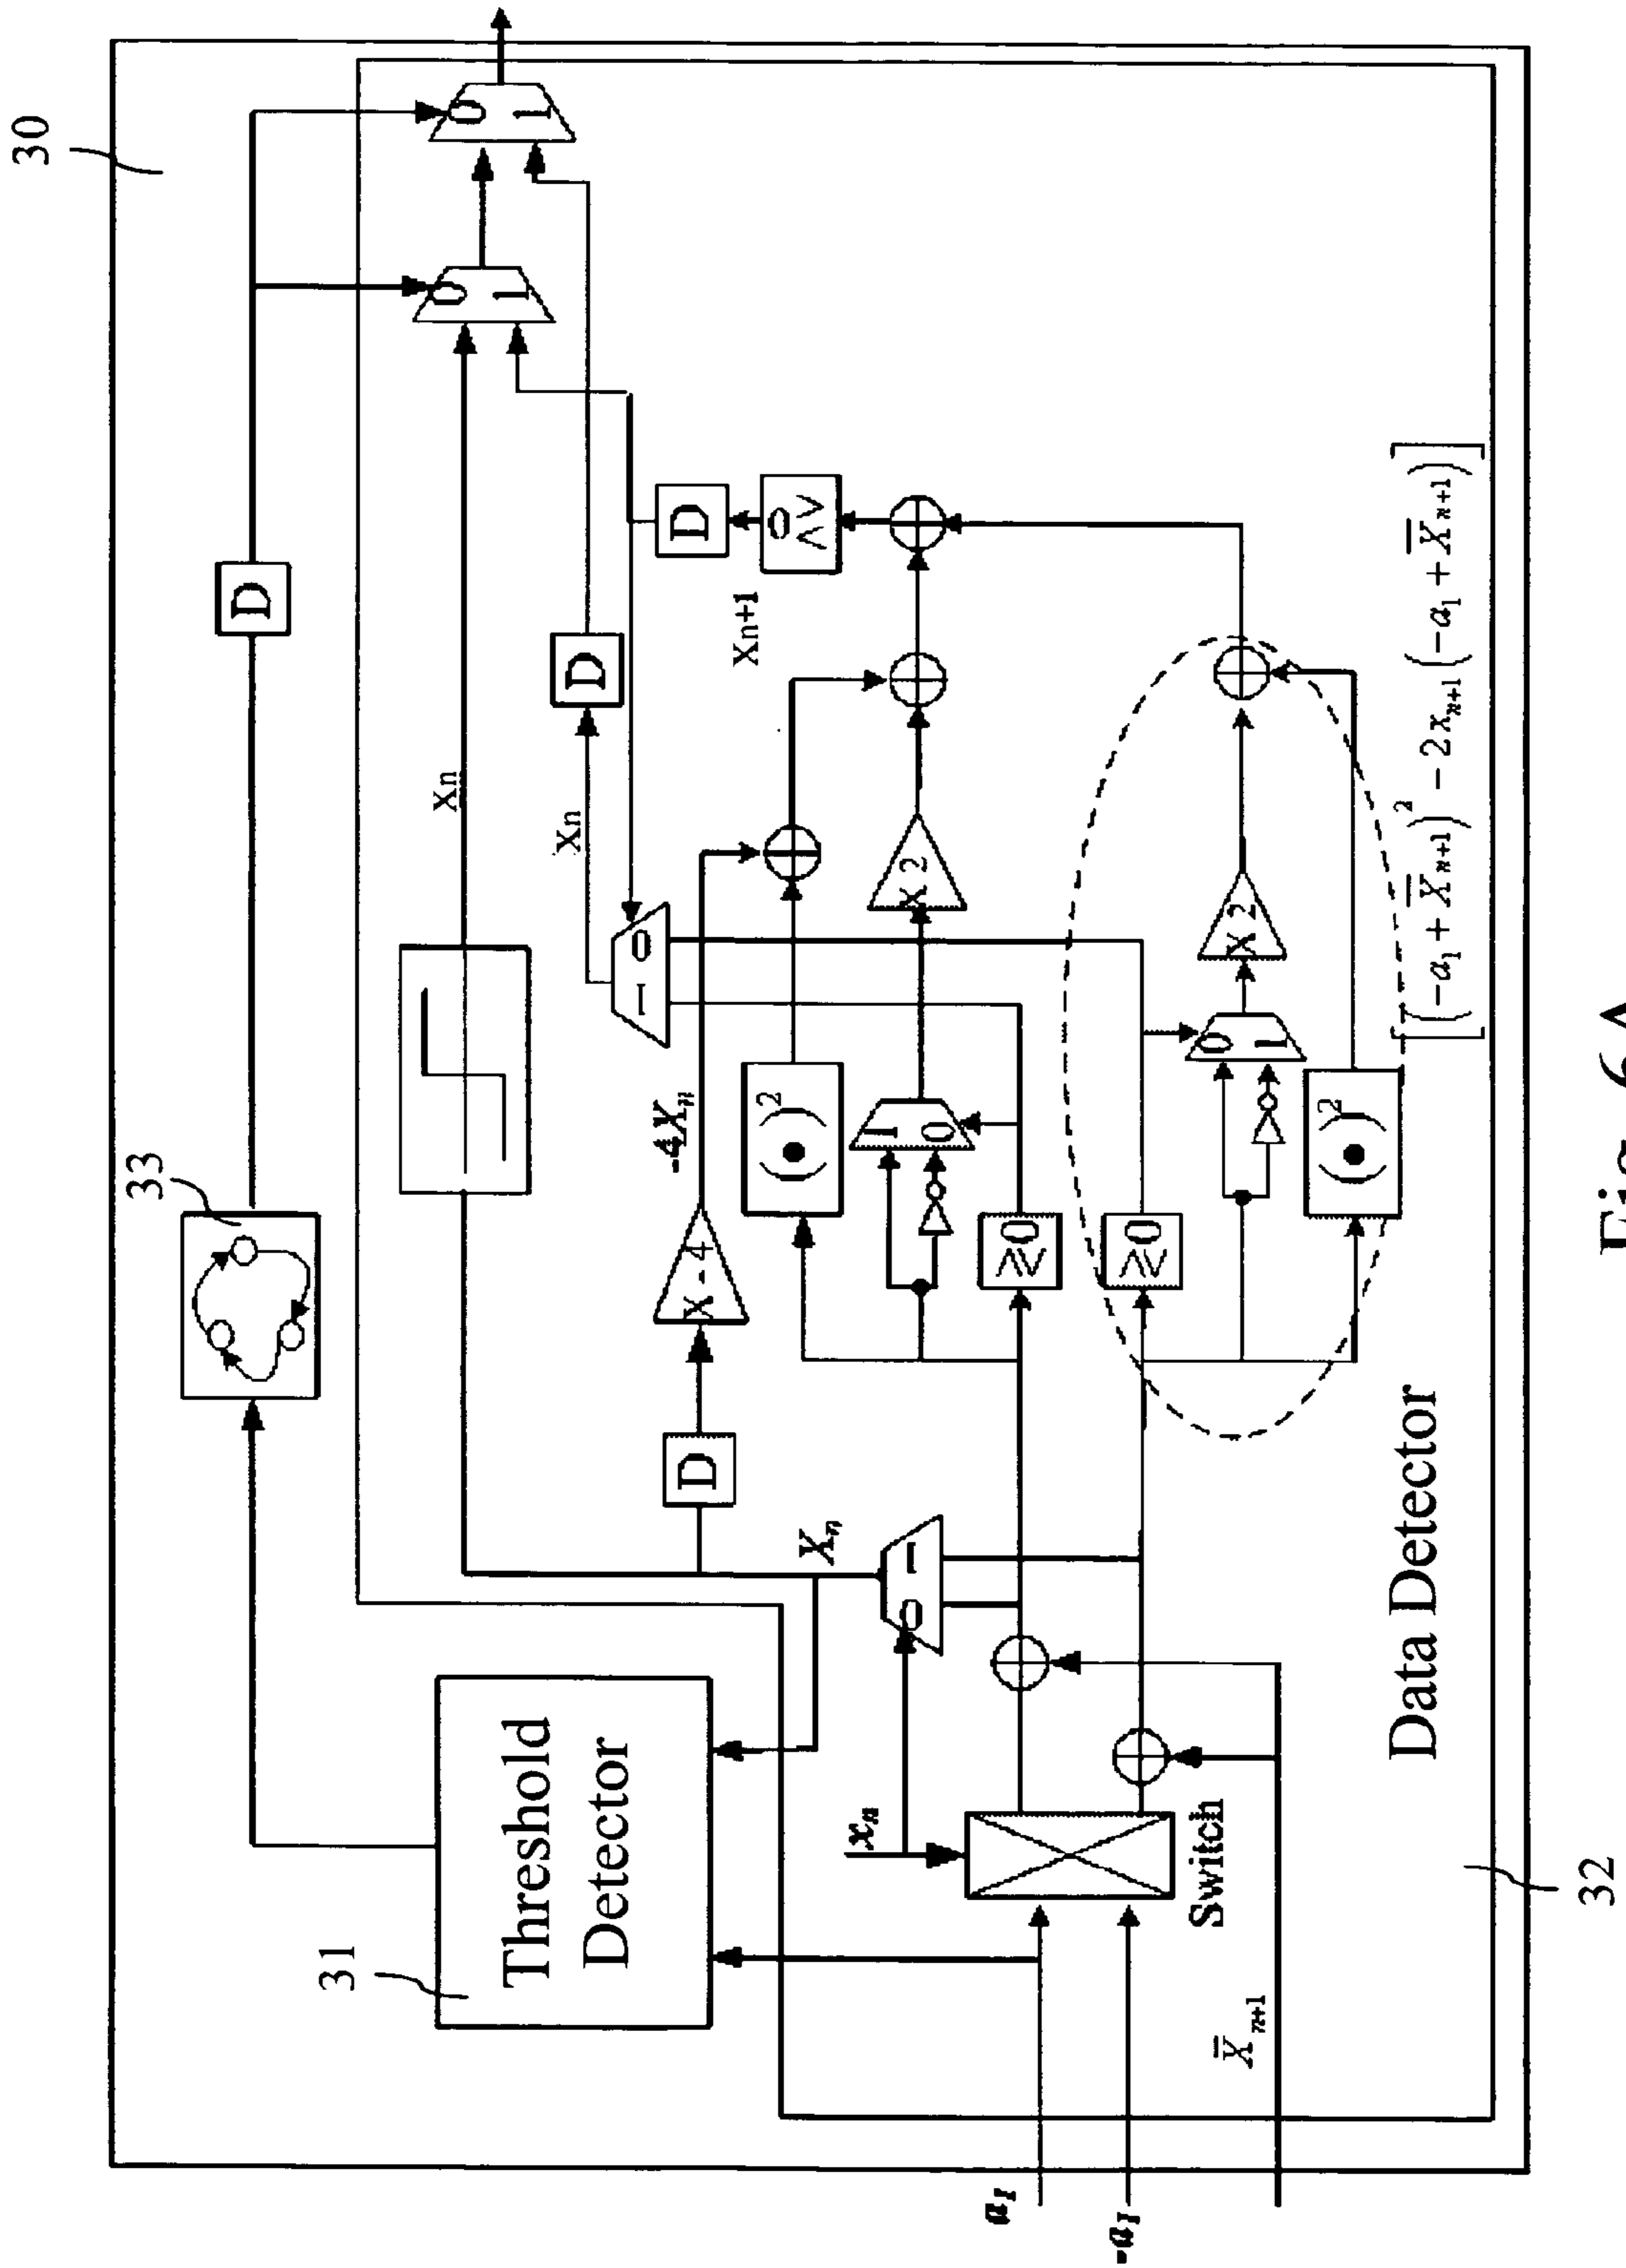 30
33
31
Threshold
Detector
D
Xn
Xn
D
D
≥0
Xn+1
D
X - 4
-4Xn
(●)²
1
0
X 2
≥0
≥0
0
1
X 2
(●)²
0
1
0
1
0
1
0
1
Xn
xn
Switch
a1
-a1
X̄n+1
[(-a1 + X̄n+1)² - 2xn+1(-a1 + X̄n+1)]
Data Detector
32
Fig. 6A